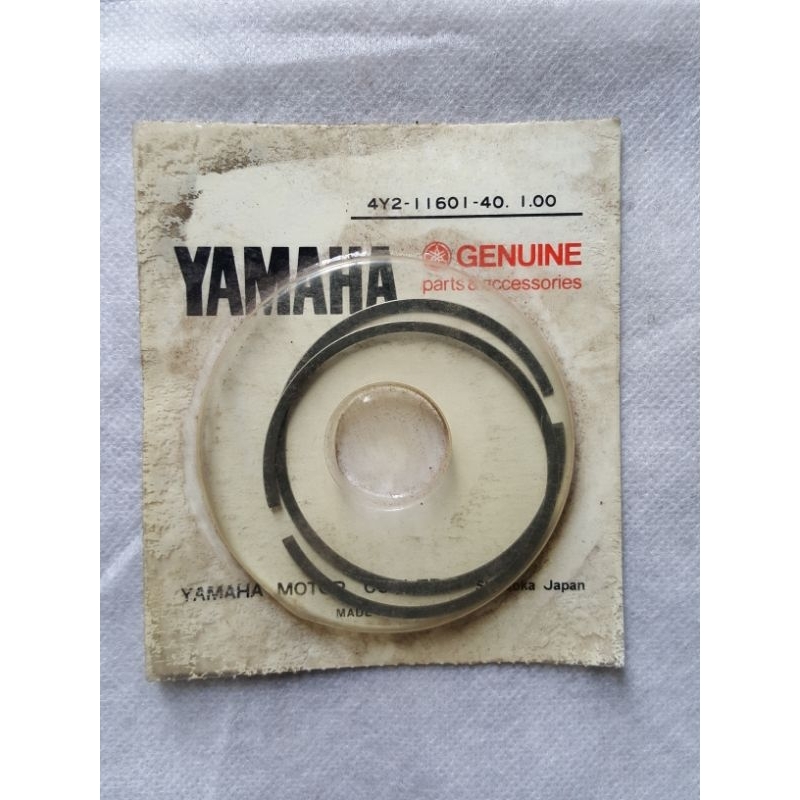 4Y2-11601-40. 1.00
YAMAHA
GENUINE
parts & accessories
YAMAHA MOTOR Japan
MADE